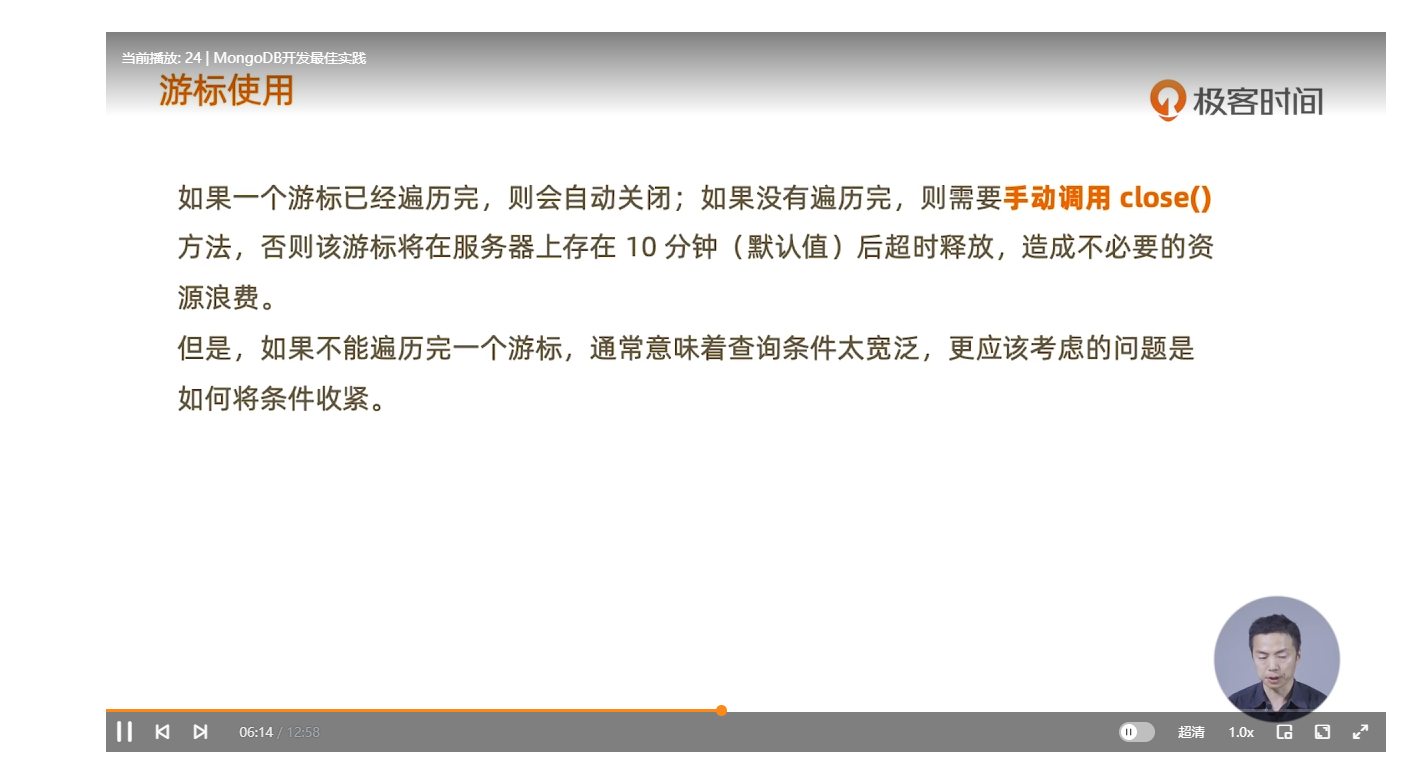 当前播放: 24 | MongoDB开发最佳实践
游标使用
极客时间
如果一个游标已经遍历完，则会自动关闭；如果没有遍历完，则需要手动调用 close()
方法，否则该游标将在服务器上存在 10 分钟（默认值）后超时释放，造成不必要的资
源浪费。
但是，如果不能遍历完一个游标，通常意味着查询条件太宽泛，更应该考虑的问题是
如何将条件收紧。
06:14 / 12:58
超清
1.0x